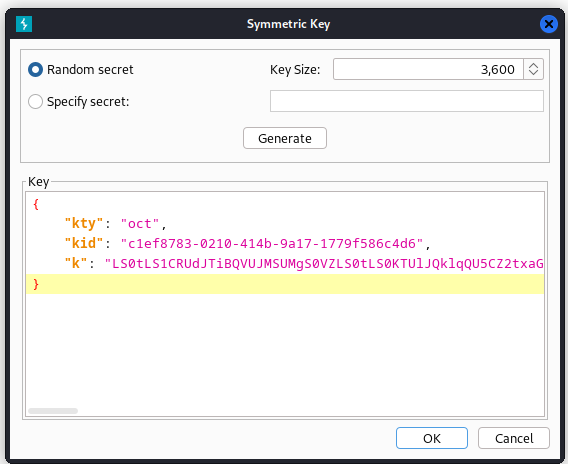 Symmetric Key
Random secret
Key Size:
3,600
Specify secret:
Generate
Key
{
"kty": "oct",
"kid": "c1ef8783-0210-414b-9a17-1779f586c4d6",
"k": "LS0tLS1CRUdJTiBQVUJMSUMgS0VZLS0tLS0KTUlJQklqQU5CZ2txaG
}
OK
Cancel